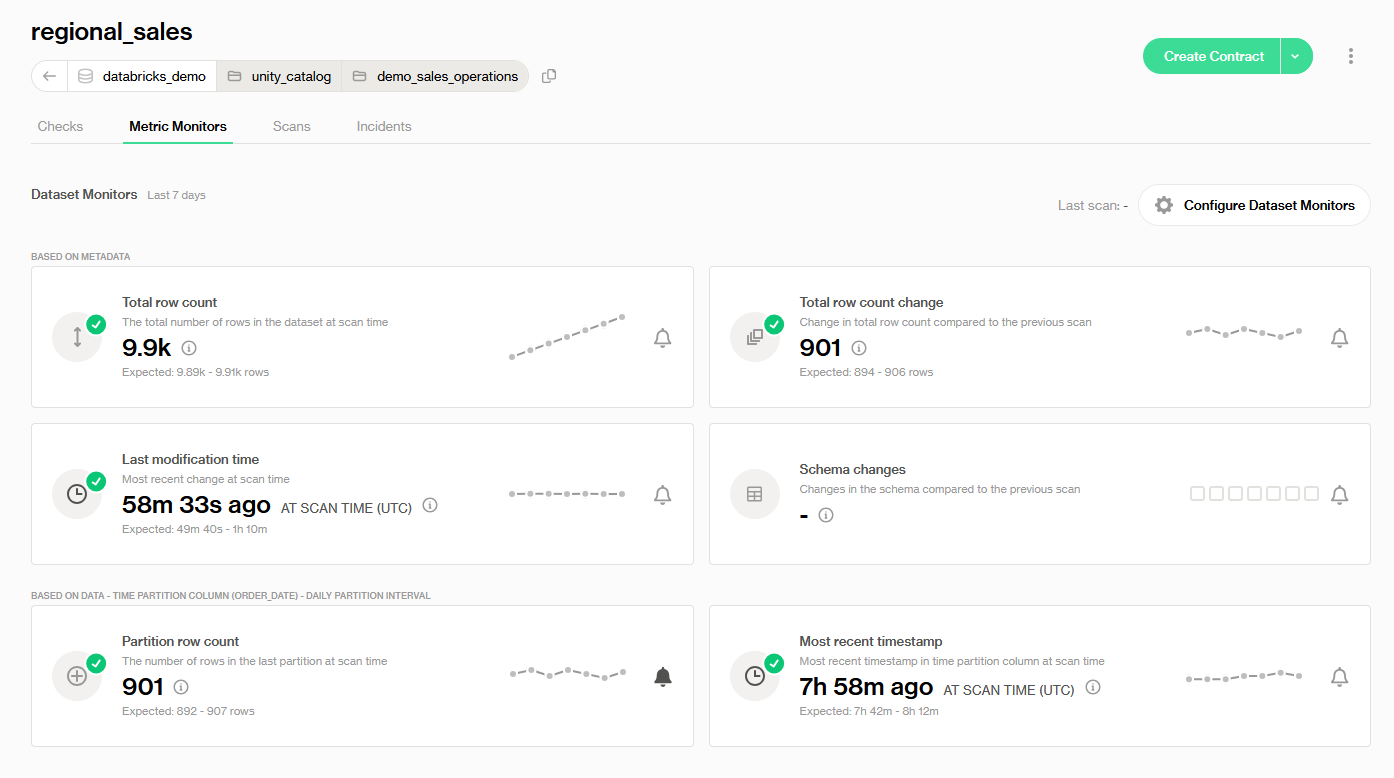 regional_sales
Create Contract
databricks_demo unity_catalog demo_sales_operations
Checks Metric Monitors Scans Incidents
Dataset Monitors Last 7 days
Last scan: - Configure Dataset Monitors
BASED ON METADATA
Total row count
The total number of rows in the dataset at scan time
9.9k
Expected: 9.89k - 9.91k rows
Total row count change
Change in total row count compared to the previous scan
901
Expected: 894 - 906 rows
Last modification time
Most recent change at scan time
58m 33s ago AT SCAN TIME (UTC)
Expected: 49m 40s - 1h 10m
Schema changes
Changes in the schema compared to the previous scan
-
BASED ON DATA - TIME PARTITION COLUMN (ORDER_DATE) - DAILY PARTITION INTERVAL
Partition row count
The number of rows in the last partition at scan time
901
Expected: 892 - 907 rows
Most recent timestamp
Most recent timestamp in time partition column at scan time
7h 58m ago AT SCAN TIME (UTC)
Expected: 7h 42m - 8h 12m